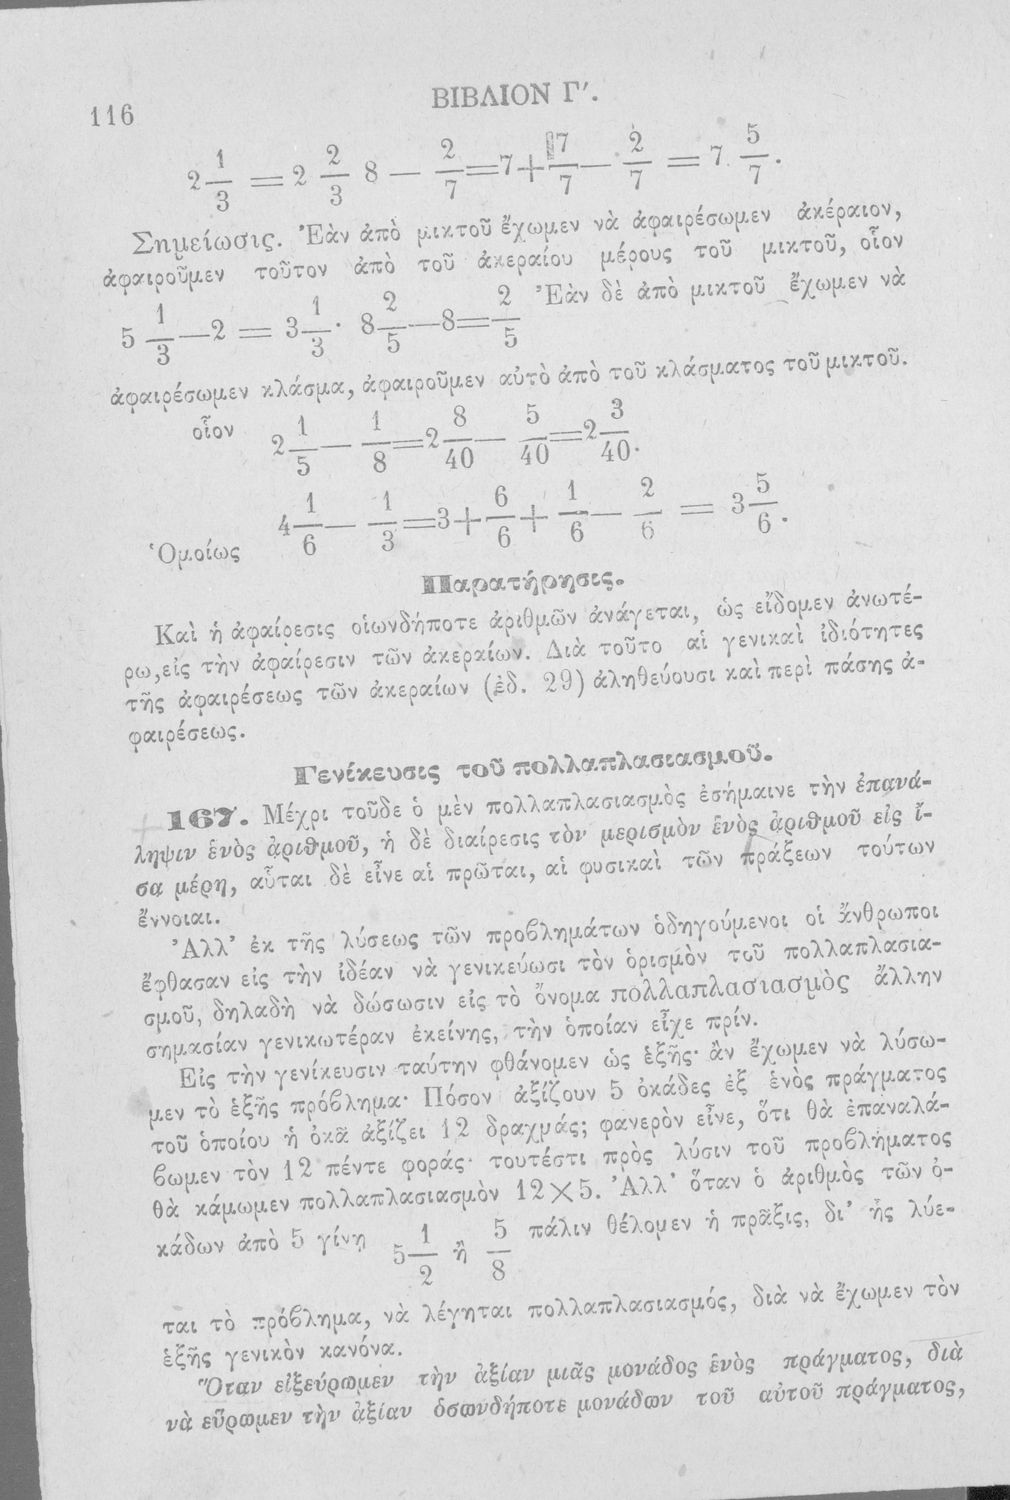 116
ΒΙΒΛΙΟΝ Γ΄.
2 1/3 = 2 2/3 8 — 2/7 = 7 + 7/7 — 2/7 = 7 5/7.
Σημείωσις. Ἐὰν ἀπὸ μικτοῦ ἔχωμεν νὰ ἀφαιρέσωμεν ἀκέραιον,
ἀφαιροῦμεν τοῦτον ἀπὸ τοῦ ἀκεραίου μέρους τοῦ μικτοῦ, οἷον
5 1/3 — 2 = 3 1/3· 8 2/5 — 8 = 2/5 Ἐὰν δὲ ἀπὸ μικτοῦ ἔχωμεν νὰ
ἀφαιρέσωμεν κλάσμα, ἀφαιροῦμεν αὐτὸ ἀπὸ τοῦ κλάσματος τοῦ μικτοῦ.
οἷον 2 1/5 — 1/8 = 2 8/40 — 5/40 = 2 3/40.
Ὁμοίως 4 1/6 — 1/3 = 3 + 6/6 + 1/6 — 2/6 = 3 5/6.
Παρατήρησις.
Καὶ ἡ ἀφαίρεσις οἱωνδήποτε ἀριθμῶν ἀνάγεται, ὡς εἴδομεν ἀνωτέ-
ρω, εἰς τὴν ἀφαίρεσιν τῶν ἀκεραίων. Διὰ τοῦτο αἱ γενικαὶ ἰδιότητες
τῆς ἀφαιρέσεως τῶν ἀκεραίων (ἐδ. 29) ἀληθεύουσι καὶ περὶ πάσης ἀ-
φαιρέσεως.
Γενίκευσις τοῦ πολλαπλασιασμοῦ.
167. Μέχρι τοῦδε ὁ μὲν πολλαπλασιασμὸς ἐσήμαινε τὴν ἐπανά-
ληψιν ἑνὸς ἀριθμοῦ, ἡ δὲ διαίρεσις τὸν μερισμὸν ἑνὸς ἀριθμοῦ εἰς ἴ-
σα μέρη, αὗται δὲ εἶνε αἱ πρῶται, αἱ φυσικαὶ τῶν πράξεων τούτων
ἔννοιαι.
Ἀλλ' ἐκ τῆς λύσεως τῶν προβλημάτων ὁδηγούμενοι οἱ ἄνθρωποι
ἔφθασαν εἰς τὴν ἰδέαν νὰ γενικεύωσι τὸν ὁρισμὸν τοῦ πολλαπλασια-
σμοῦ, δηλαδὴ νὰ δώσωσιν εἰς τὸ ὄνομα πολλαπλασιασμὸς ἄλλην
σημασίαν γενικωτέραν ἐκείνης, τὴν ὁποίαν εἶχε πρίν.
Εἰς τὴν γενίκευσιν ταύτην φθάνομεν ὡς ἑξῆς· ἂν ἔχωμεν νὰ λύσω-
μεν τὸ ἑξῆς πρόβλημα· Πόσον ἀξίζουν 5 ὀκάδες ἐξ ἑνὸς πράγματος
τοῦ ὁποίου ἡ ὀκᾶ ἀξίζει 12 δραχμάς; φανερὸν εἶνε, ὅτι θὰ ἐπαναλά-
βωμεν τὸν 12 πέντε φοράς· τουτέστι πρὸς λύσιν τοῦ προβλήματος
θὰ κάμωμεν πολλαπλασιασμὸν 12×5. Ἀλλ' ὅταν ὁ ἀριθμὸς τῶν ὀ-
κάδων ἀπὸ 5 γίνῃ 5 1/2 ἢ 5/8 πάλιν θέλομεν ἡ πρᾶξις, δι' ἧς λύε-
ται τὸ πρόβλημα, νὰ λέγηται πολλαπλασιασμός, διὰ νὰ ἔχωμεν τὸν
ἑξῆς γενικὸν κανόνα.
Ὅταν εἰξεύρωμεν τὴν ἀξίαν μιᾶς μονάδος ἑνὸς πράγματος, διὰ
νὰ εὕρωμεν τὴν ἀξίαν ὁσωνδήποτε μονάδων τοῦ αὐτοῦ πράγματος,